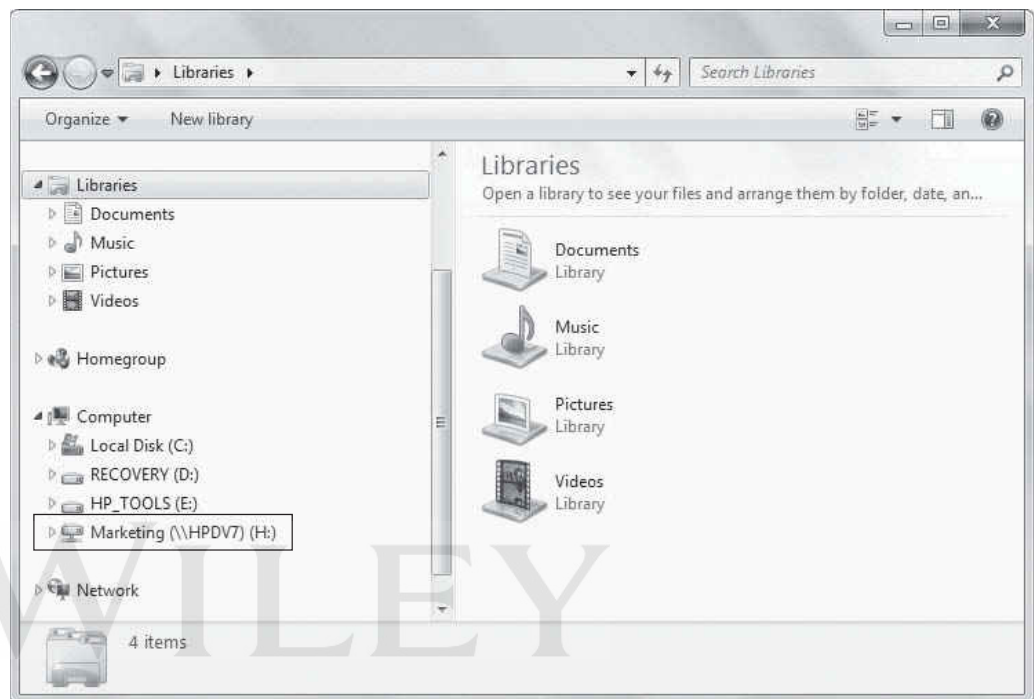 Libraries
Search Libraries
Organize
New library
Libraries
Documents
Music
Pictures
Videos
Homegroup
Computer
Local Disk (C:)
RECOVERY (D:)
HP_TOOLS (E:)
Marketing (\\HPDV7) (H:)
Network
Libraries
Open a library to see your files and arrange them by folder, date, an...
Documents
Library
Music
Library
Pictures
Library
Videos
Library
4 items
WILEY